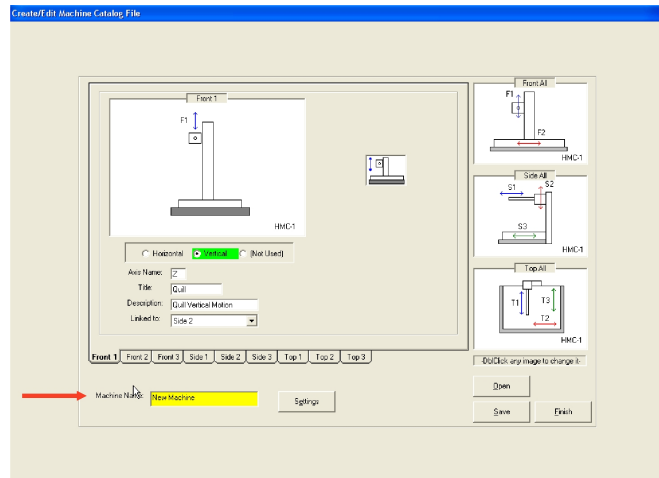 Create/Edit Machine Catalog File
Front 1
F1
HMC-1
Horizontal
Vertical
(Not Used)
Axis Name: Z
Title: Quill
Description: Quill Vertical Motion
Linked to: Side 2
Front 1
Front 2
Front 3
Side 1
Side 2
Side 3
Top 1
Top 2
Top 3
Machine Name: New Machine
Settings
Front All
F1
F2
HMC-1
Side All
S1
S2
S3
HMC-1
Top All
T1
T3
T2
HMC-1
-DblClick any image to change it-
Open
Save
Finish